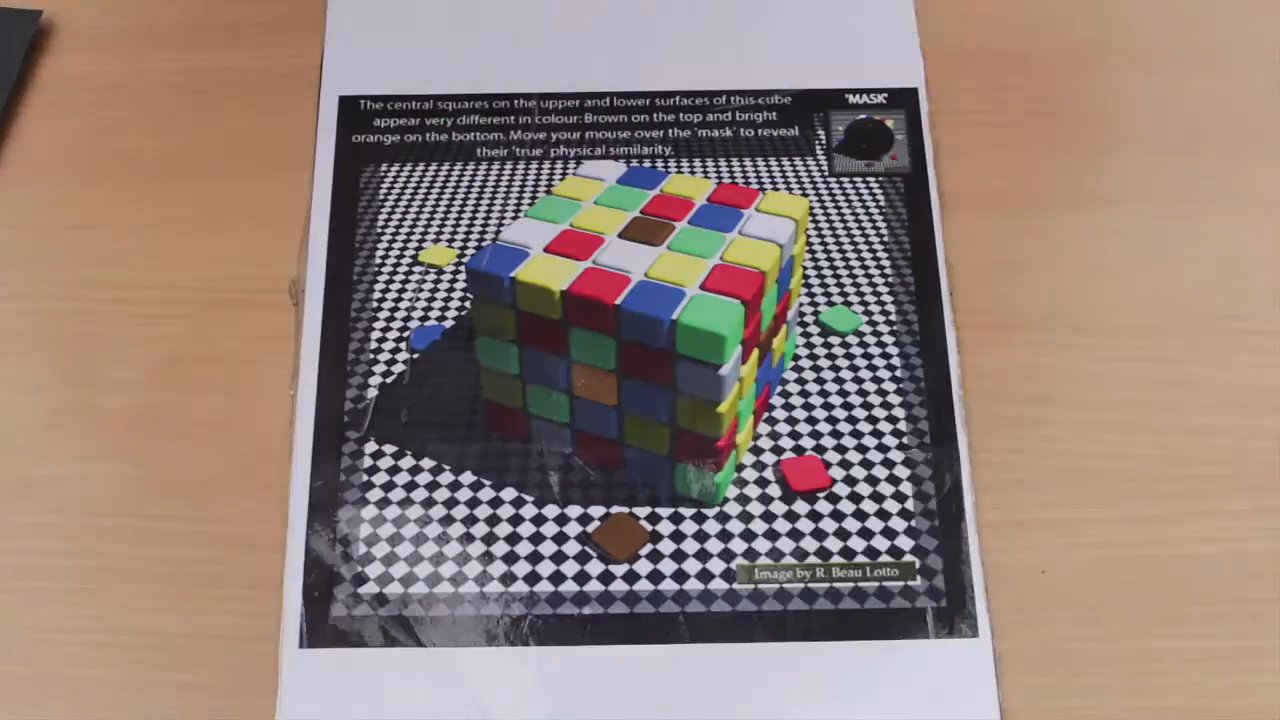 The central squares on the upper and lower surfaces of this cube
appear very different in colour: Brown on the top and bright
orange on the bottom. Move your mouse over the 'mask' to reveal
their 'true' physical similarity.
'MASK'
Image by R. Beau Lotto